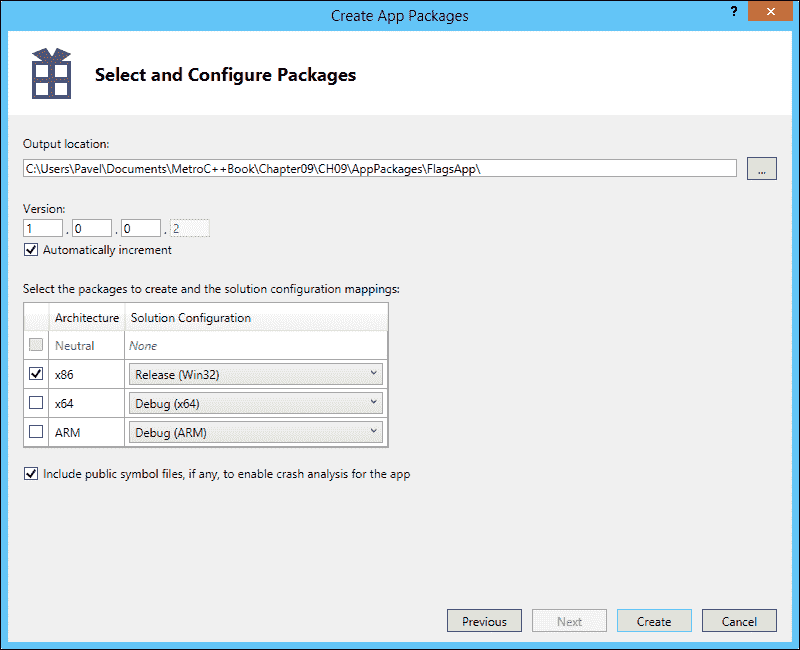 Create App Packages
?
Select and Configure Packages
Output location:
C:\Users\Pavel\Documents\MetroC++Book\Chapter09\CH09\AppPackages\FlagsApp\
...
Version:
1 . 0 . 0 . 2
Automatically increment
Select the packages to create and the solution configuration mappings:
Architecture Solution Configuration
Neutral None
x86 Release (Win32)
x64 Debug (x64)
ARM Debug (ARM)
Include public symbol files, if any, to enable crash analysis for the app
Previous Next Create Cancel